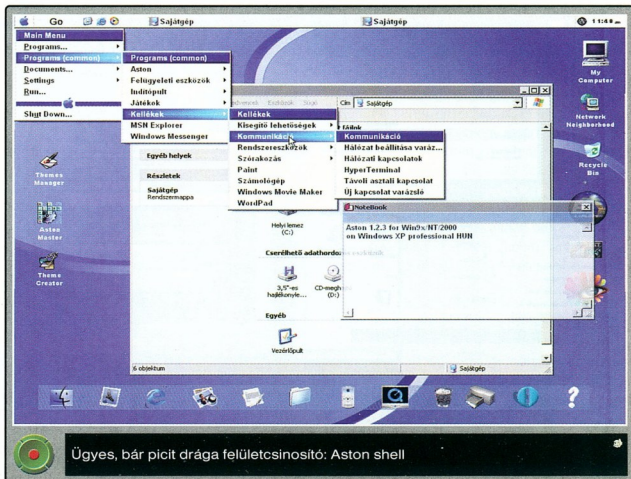 Go
Sajátgép
Sajátgép
Main Menu
Programs...
Programs (common)
Documents...
Settings
Run...
Shut Down...
Programs (common)
Aston
Felügyeleti eszközök
Indítópult
Játékok
Kellékek
MSN Explorer
Windows Messenger
Kedvencek Eszközök Súgó
Cím Sajátgép
Kellékek
Kisegítő lehetőségek
Kommunikáció
Rendszereszközök
Szórakozás
Paint
Számológép
Windows Movie Maker
WordPad
Kommunikáció
Hálózat beállítása varáz...
Hálózati kapcsolatok
HyperTerminal
Távoli asztali kapcsolat
Új kapcsolat varázsló
Egyéb helyek
Részletek
Sajátgép
Rendszermappa
Helyi lemez
(C:)
Cserélhető
3,5"-es
hajlékonyle...
(D:)
Egyéb
Vezérlőpult
6 objektum
Sajátgép
NoteBook
Aston 1.2.3 for Win9x/NT/2000
on Windows XP professional HUN
My
Computer
Network
Neighborhood
Recycle
Bin
Themes
Manager
Aston
Master
Theme
Creator
Ügyes, bár picit drága felületcsinosító: Aston shell